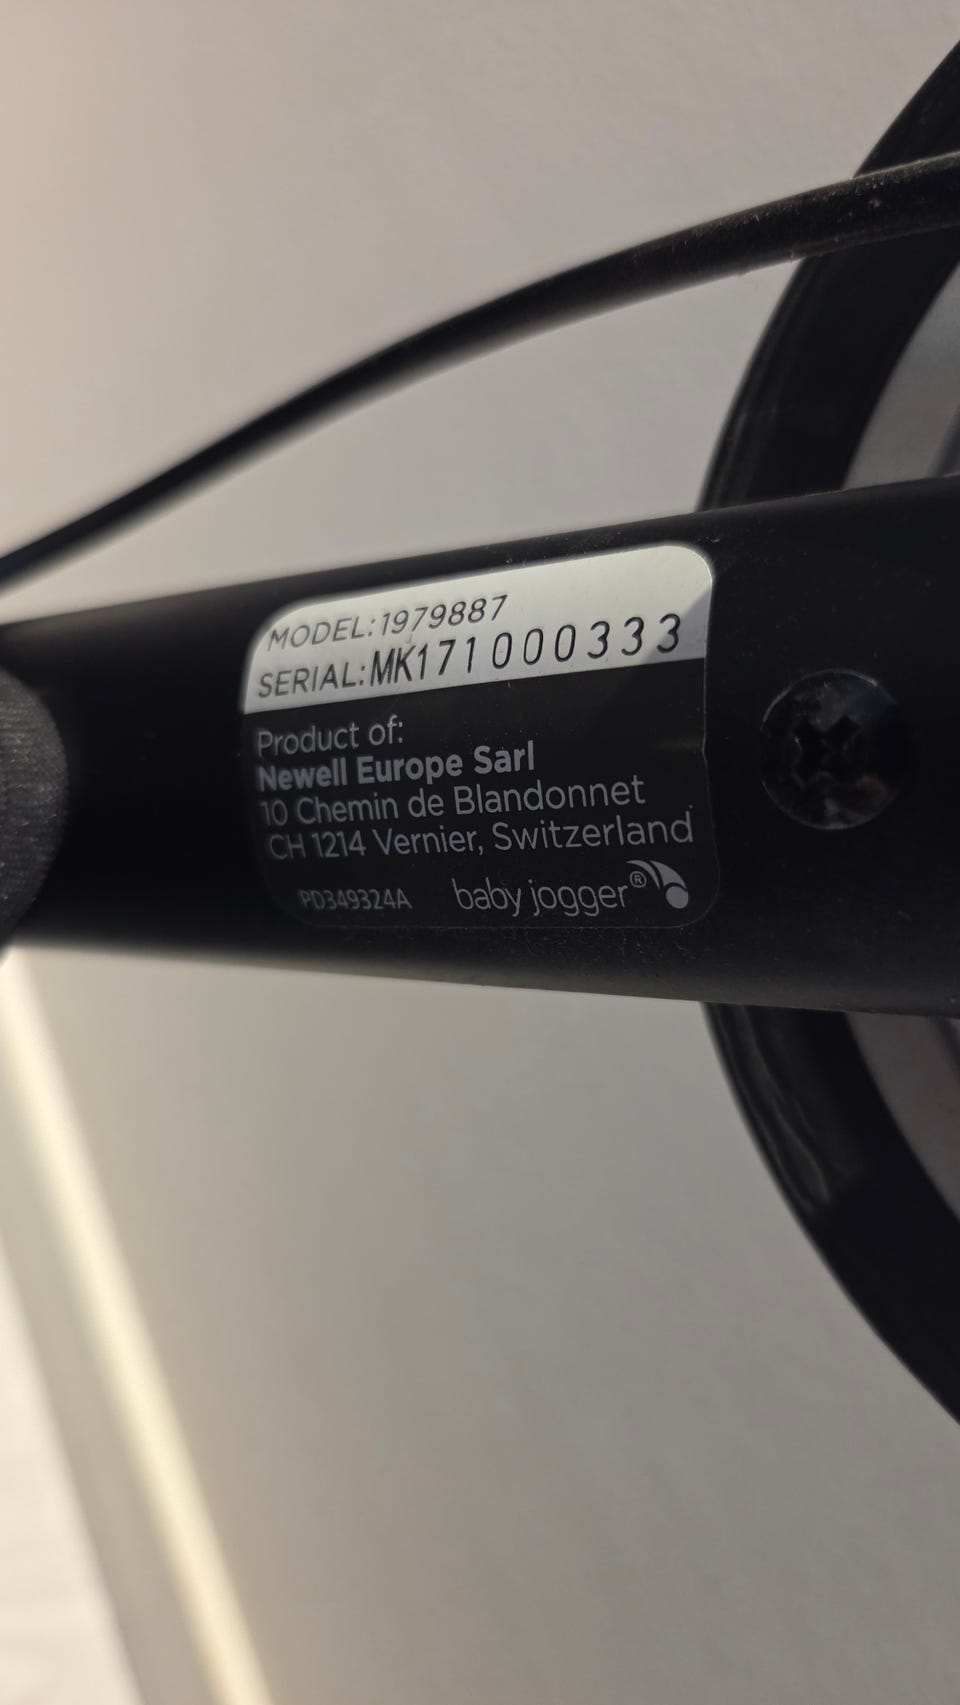 MODEL:1979887
SERIAL:MK171000333
Product of:
Newell Europe Sarl
10 Chemin de Blandonnet
CH 1214 Vernier, Switzerland
PD349324A baby jogger®